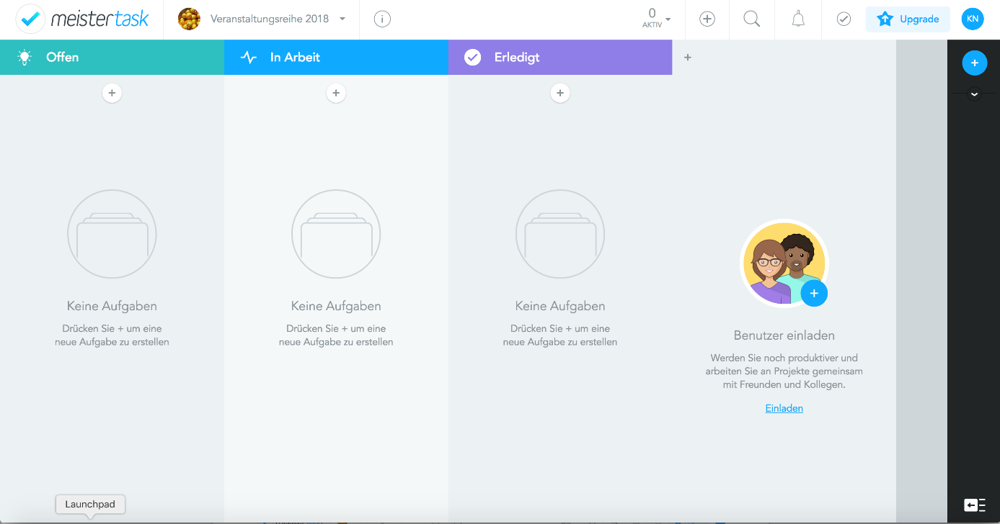 meistertask
Veranstaltungsreihe 2018
0
AKTIV
Upgrade
KN
Offen
In Arbeit
Erledigt
Keine Aufgaben
Drücken Sie + um eine
neue Aufgabe zu erstellen
Keine Aufgaben
Drücken Sie + um eine
neue Aufgabe zu erstellen
Keine Aufgaben
Drücken Sie + um eine
neue Aufgabe zu erstellen
Benutzer einladen
Werden Sie noch produktiver und
arbeiten Sie an Projekte gemeinsam
mit Freunden und Kollegen.
Einladen
Launchpad